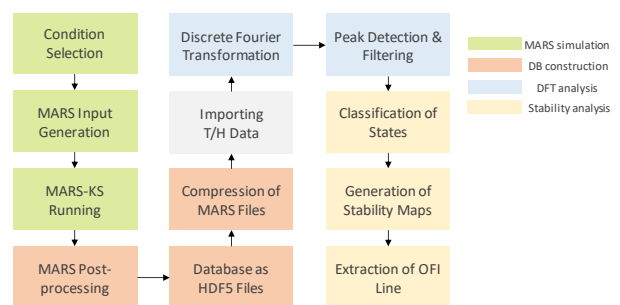 Condition
Selection
MARS Input
Generation
MARS-KS
Running
MARS Post-
processing
Database as
HDF5 Files
Compression of
MARS Files
Importing
T/H Data
Discrete Fourier
Transformation
Peak Detection &
Filtering
Classification of
States
Generation of
Stability Maps
Extraction of OFI
Line
MARS simulation
DB construction
DFT analysis
Stability analysis